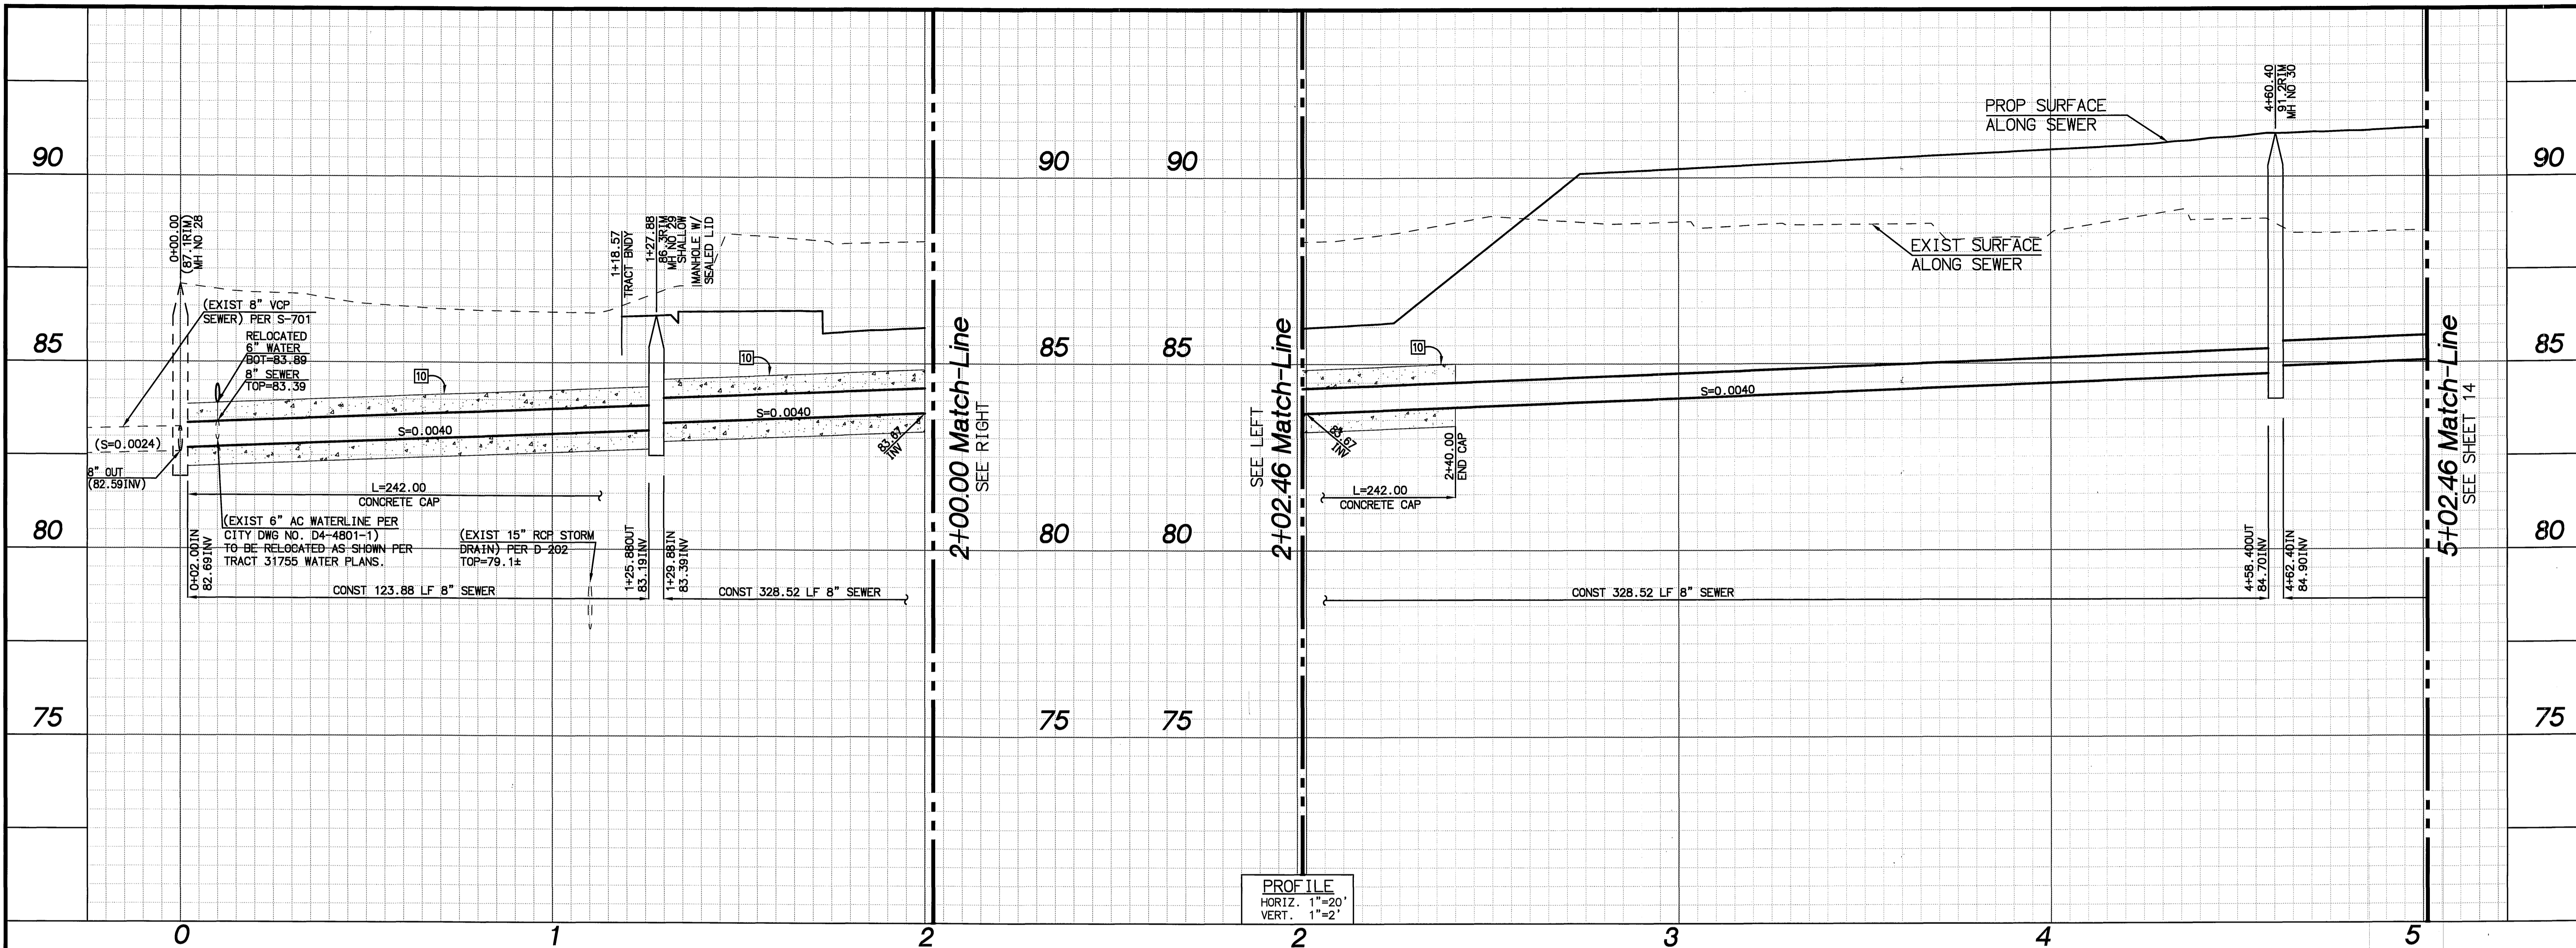 90
85
80
75
0+00.00
(87.1RIM)
MH NO 28
(EXIST 8" VCP
SEWER) PER S-701
RELOCATED
6" WATER
BOT=83.89
8" SEWER
TOP=83.39
10
(S=0.0024)
8" OUT
(82.59INV)
S=0.0040
L=242.00
CONCRETE CAP
(EXIST 6" AC WATERLINE PER
CITY DWG NO. D4-4801-1)
TO BE RELOCATED AS SHOWN PER
TRACT 31755 WATER PLANS.
(EXIST 15" RCP STORM
DRAIN) PER D-202
TOP=79.1±
0+02.00IN
82.69INV
CONST 123.88 LF 8" SEWER
1+18.57
TRACT BNDY
1+27.88
86.3RIM
MH NO 29
SHALLOW
MANHOLE W/
SEALED LID
10
S=0.0040
83.67
INV
1+25.88OUT
83.19INV
1+29.88IN
83.39INV
CONST 328.52 LF 8" SEWER
2+00.00 Match-Line
SEE RIGHT
90
85
80
75
90
85
80
75
SEE LEFT
2+02.46 Match-Line
10
83.67
INV
L=242.00
CONCRETE CAP
2+40.00
END CAP
S=0.0040
CONST 328.52 LF 8" SEWER
PROP SURFACE
ALONG SEWER
EXIST SURFACE
ALONG SEWER
4+60.40
91.2RIM
MH NO 30
4+58.40OUT
84.70INV
4+62.40IN
84.90INV
5+02.46 Match-Line
SEE SHEET 14
90
85
80
75
PROFILE
HORIZ. 1"=20'
VERT. 1"=2'
0
1
2
2
3
4
5